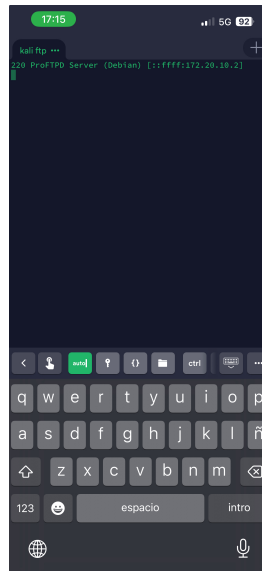 17:15
5G 92
kali ftp ···
220 ProFTPD Server (Debian) [::ffff:172.20.10.2]
auto
{}
ctrl
q w e r t y u i o p
a s d f g h j k l ñ
z x c v b n m
123 espacio intro